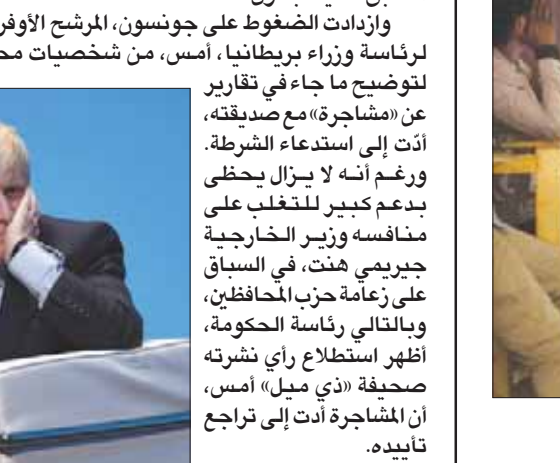 وازدادت الضغوط على جونسون، المرشح الأوفر
لرئاسة وزراء بريطانيا، أمس، من شخصيات
لتوضيح ما جاء في تقارير
عن «مشاجرة» مع صديقته،
أدّت إلى استدعاء الشرطة.
ورغم أنه لا يزال يحظى
بدعم كبير للتغلب على
منافسه وزير الخارجية
جيريمي هنت، في السباق
على زعامة حزب المحافظين،
وبالتالي رئاسة الحكومة،
أظهر استطلاع رأي نشرته
صحيفة «ذي ميل» أمس،
أن المشاجرة أدت إلى تراجع
تأييده.